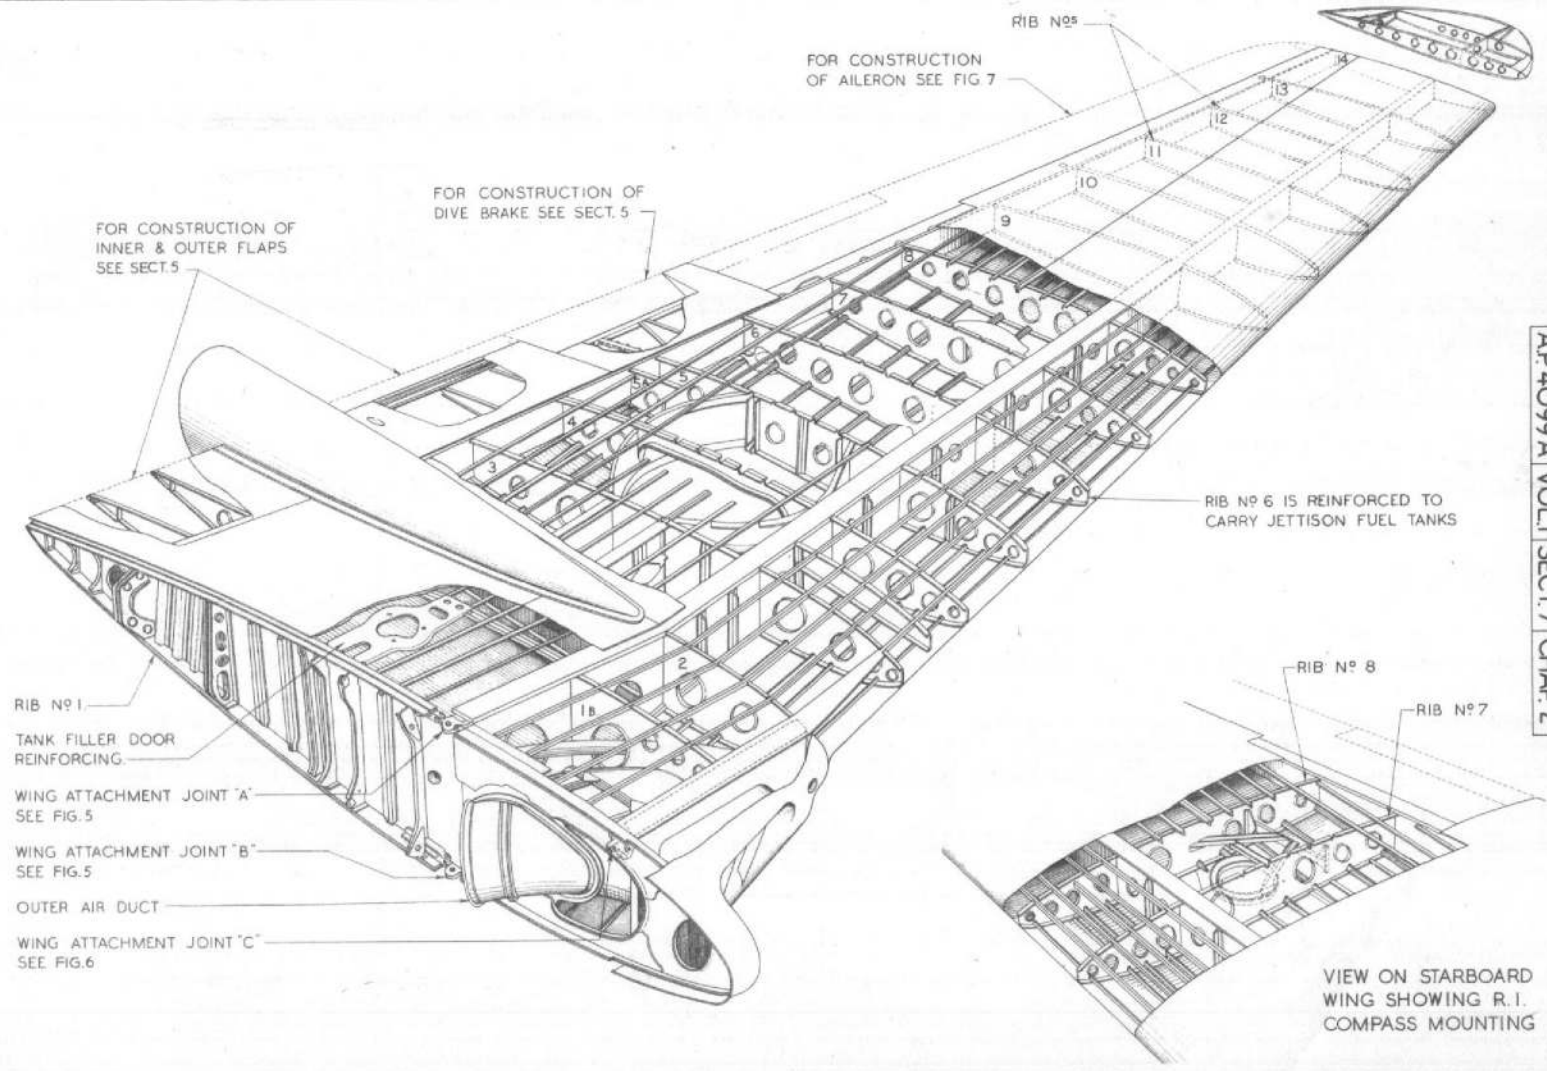 RIB Nos
FOR CONSTRUCTION
OF AILERON SEE FIG 7
FOR CONSTRUCTION OF
DIVE BRAKE SEE SECT. 5
FOR CONSTRUCTION OF
INNER & OUTER FLAPS
SEE SECT. 5
14
13
12
11
10
9
8
7
6
5
5A
4
3
2
1B
RIB No 6 IS REINFORCED TO
CARRY JETTISON FUEL TANKS
RIB No 1.
TANK FILLER DOOR
REINFORCING.
WING ATTACHMENT JOINT "A"
SEE FIG. 5
WING ATTACHMENT JOINT "B"
SEE FIG. 5
OUTER AIR DUCT
WING ATTACHMENT JOINT "C"
SEE FIG. 6
RIB No 8
RIB No 7
VIEW ON STARBOARD
WING SHOWING R.I.
COMPASS MOUNTING
A.P. 4099A VOL. 1 SECT. 7 CHAP. 2